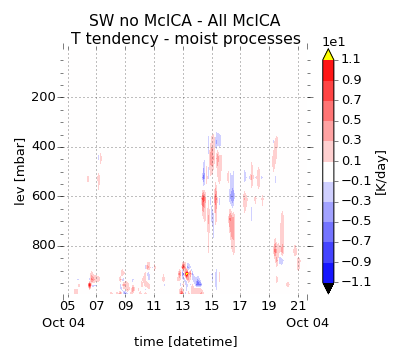 SW no McICA - All McICA
T tendency - moist processes
1e1
1.1
0.9
0.7
0.5
0.3
0.1
−0.1
−0.3
−0.5
−0.7
−0.9
−1.1
[K/day]
lev [mbar]
200
400
600
800
05 07 09 11 13 15 17 19 21
Oct 04 Oct 04
time [datetime]